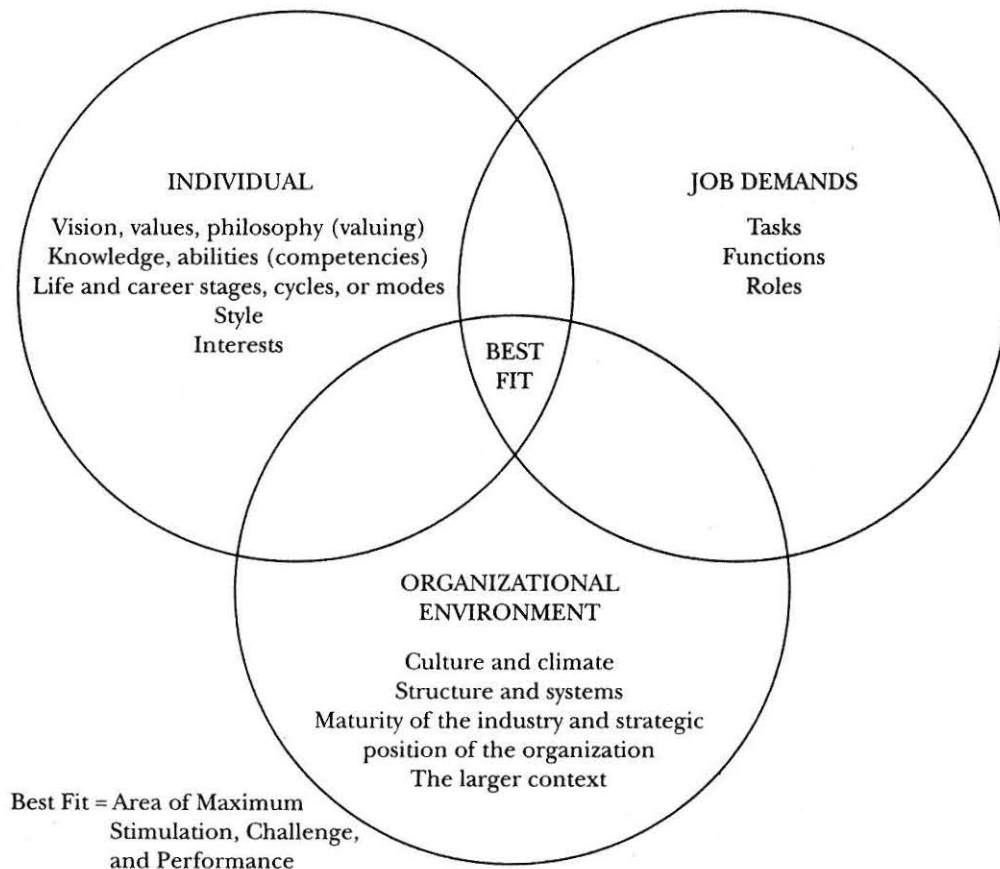 INDIVIDUAL
Vision, values, philosophy (valuing)
Knowledge, abilities (competencies)
Life and career stages, cycles, or modes
Style
Interests
JOB DEMANDS
Tasks
Functions
Roles
BEST
FIT
ORGANIZATIONAL
ENVIRONMENT
Culture and climate
Structure and systems
Maturity of the industry and strategic
position of the organization
The larger context
Best Fit = Area of Maximum
Stimulation, Challenge,
and Performance